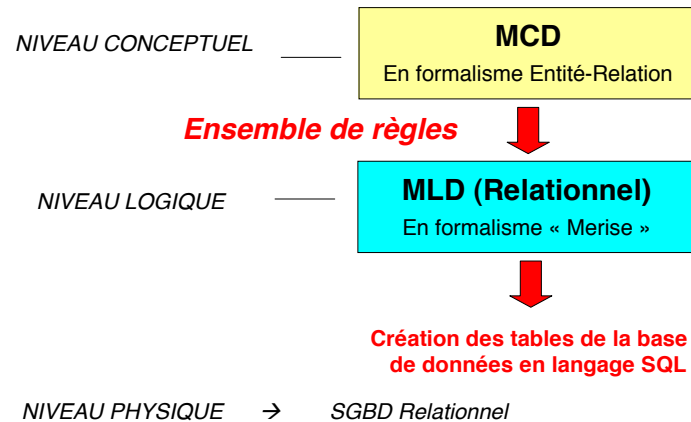 NIVEAU CONCEPTUEL
MCD
En formalisme Entité-Relation
Ensemble de règles
NIVEAU LOGIQUE
MLD (Relationnel)
En formalisme « Merise »
Création des tables de la base
de données en langage SQL
NIVEAU PHYSIQUE → SGBD Relationnel